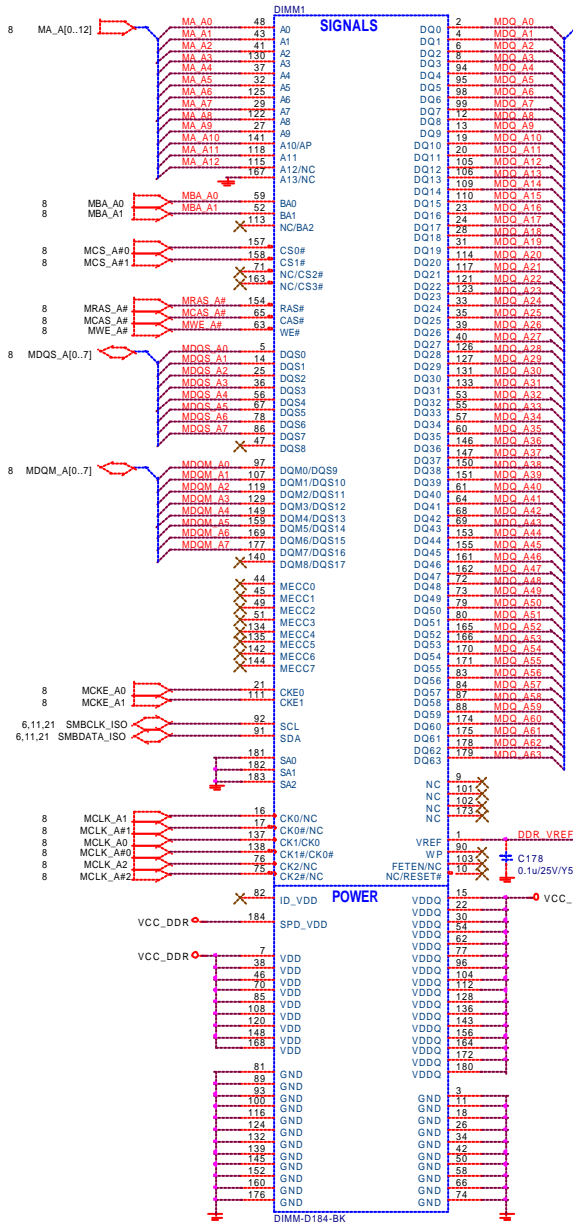 DIMM1
SIGNALS
8 MA_A[0..12]
MA_A0 48 A0
MA_A1 43 A1
MA_A2 41 A2
MA_A3 130 A3
MA_A4 37 A4
MA_A5 32 A5
MA_A6 125 A6
MA_A7 29 A7
MA_A8 122 A8
MA_A9 27 A9
MA_A10 141 A10/AP
MA_A11 118 A11
MA_A12 115 A12/NC
167 A13/NC
8 MBA_A0 MBA_A0 59 BA0
8 MBA_A1 MBA_A1 52 BA1
113 NC/BA2
8 MCS_A#0 157 CS0#
8 MCS_A#1 158 CS1#
71 NC/CS2#
163 NC/CS3#
8 MRAS_A# MRAS_A# 154 RAS#
8 MCAS_A# MCAS_A# 65 CAS#
8 MWE_A# MWE_A# 63 WE#
8 MDQS_A[0..7]
MDQS_A0 5 DQS0
MDQS_A1 14 DQS1
MDQS_A2 25 DQS2
MDQS_A3 36 DQS3
MDQS_A4 56 DQS4
MDQS_A5 67 DQS5
MDQS_A6 78 DQS6
MDQS_A7 86 DQS7
47 DQS8
8 MDQM_A[0..7]
MDQM_A0 97 DQM0/DQS9
MDQM_A1 107 DQM1/DQS10
MDQM_A2 119 DQM2/DQS11
MDQM_A3 129 DQM3/DQS12
MDQM_A4 149 DQM4/DQS13
MDQM_A5 159 DQM5/DQS14
MDQM_A6 169 DQM6/DQS15
MDQM_A7 177 DQM7/DQS16
140 DQM8/DQS17
44 MECC0
45 MECC1
49 MECC2
51 MECC3
134 MECC4
135 MECC5
142 MECC6
144 MECC7
8 MCKE_A0 21 CKE0
8 MCKE_A1 111 CKE1
6,11,21 SMBCLK_ISO 92 SCL
6,11,21 SMBDATA_ISO 91 SDA
181 SA0
182 SA1
183 SA2
8 MCLK_A1 16 CK0/NC
8 MCLK_A#1 17 CK0#/NC
8 MCLK_A0 137 CK1/CK0
8 MCLK_A#0 138 CK1#/CK0#
8 MCLK_A2 76 CK2/NC
8 MCLK_A#2 75 CK2#/NC
DQ0 2 MDQ_A0
DQ1 4 MDQ_A1
DQ2 6 MDQ_A2
DQ3 8 MDQ_A3
DQ4 94 MDQ_A4
DQ5 95 MDQ_A5
DQ6 98 MDQ_A6
DQ7 99 MDQ_A7
DQ8 12 MDQ_A8
DQ9 13 MDQ_A9
DQ10 19 MDQ_A10
DQ11 20 MDQ_A11
DQ12 105 MDQ_A12
DQ13 106 MDQ_A13
DQ14 109 MDQ_A14
DQ15 110 MDQ_A15
DQ16 23 MDQ_A16
DQ17 24 MDQ_A17
DQ18 28 MDQ_A18
DQ19 31 MDQ_A19
DQ20 114 MDQ_A20
DQ21 117 MDQ_A21
DQ22 121 MDQ_A22
DQ23 123 MDQ_A23
DQ24 33 MDQ_A24
DQ25 35 MDQ_A25
DQ26 39 MDQ_A26
DQ27 40 MDQ_A27
DQ28 126 MDQ_A28
DQ29 127 MDQ_A29
DQ30 131 MDQ_A30
DQ31 133 MDQ_A31
DQ32 53 MDQ_A32
DQ33 55 MDQ_A33
DQ34 57 MDQ_A34
DQ35 60 MDQ_A35
DQ36 146 MDQ_A36
DQ37 147 MDQ_A37
DQ38 150 MDQ_A38
DQ39 151 MDQ_A39
DQ40 61 MDQ_A40
DQ41 64 MDQ_A41
DQ42 68 MDQ_A42
DQ43 69 MDQ_A43
DQ44 153 MDQ_A44
DQ45 155 MDQ_A45
DQ46 161 MDQ_A46
DQ47 162 MDQ_A47
DQ48 72 MDQ_A48
DQ49 73 MDQ_A49
DQ50 79 MDQ_A50
DQ51 80 MDQ_A51
DQ52 165 MDQ_A52
DQ53 166 MDQ_A53
DQ54 170 MDQ_A54
DQ55 171 MDQ_A55
DQ56 83 MDQ_A56
DQ57 84 MDQ_A57
DQ58 87 MDQ_A58
DQ59 88 MDQ_A59
DQ60 174 MDQ_A60
DQ61 175 MDQ_A61
DQ62 178 MDQ_A62
DQ63 179 MDQ_A63
NC 9
NC 101
NC 102
NC 173
VREF 1 DDR_VREF
WP 90
FETEN/NC 103
NC/RESET# 10
C178
0.1u/25V/Y5
POWER
82 ID_VDD
VCC_DDR 184 SPD_VDD
VCC_DDR 7 VDD
38 VDD
46 VDD
70 VDD
85 VDD
108 VDD
120 VDD
148 VDD
168 VDD
81 GND
89 GND
93 GND
100 GND
116 GND
124 GND
132 GND
139 GND
145 GND
152 GND
160 GND
176 GND
VDDQ 15 VCC_
VDDQ 22
VDDQ 30
VDDQ 54
VDDQ 62
VDDQ 77
VDDQ 96
VDDQ 104
VDDQ 112
VDDQ 128
VDDQ 136
VDDQ 143
VDDQ 156
VDDQ 164
VDDQ 172
VDDQ 180
GND 3
GND 11
GND 18
GND 26
GND 34
GND 42
GND 50
GND 58
GND 66
GND 74
DIMM-D184-BK